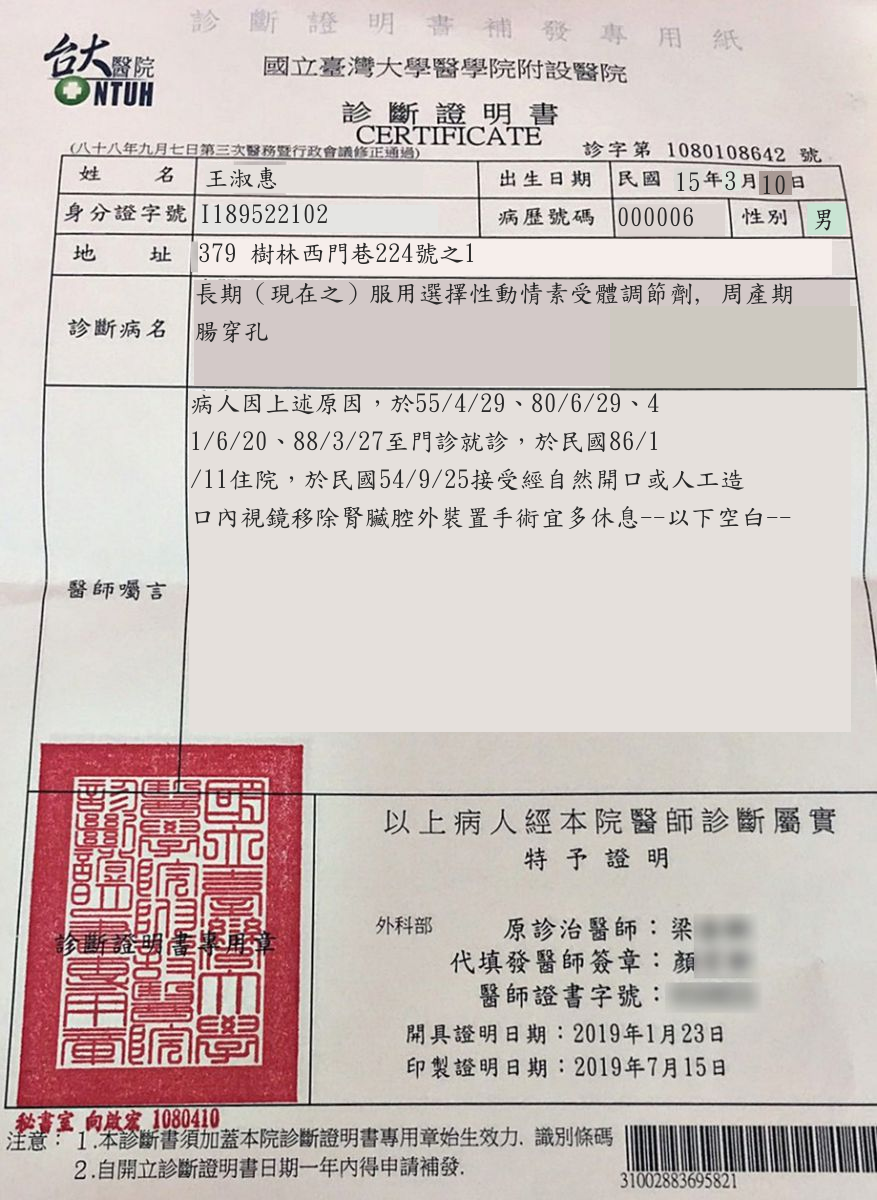 診斷證明書補發專用紙
台大醫院
NTUH
國立臺灣大學醫學院附設醫院
診斷證明書
CERTIFICATE
(八十八年九月七日第三次醫務暨行政會議修正通過)
診字第 1080108642 號
姓名 王淑惠 出生日期 民國 15年3月10日
身分證字號 I189522102 病歷號碼 000006 性別 男
地址 379 樹林西門巷224號之1
診斷病名
長期（現在之）服用選擇性動情素受體調節劑, 周產期
腸穿孔
醫師囑言
病人因上述原因，於55/4/29、80/6/29、4
1/6/20、88/3/27至門診就診，於民國86/1
/11住院，於民國54/9/25接受經自然開口或人工造
口內視鏡移除腎臟腔外裝置手術宜多休息--以下空白--
國立臺灣大學
醫學院附設醫院
診斷證明書專用章
診斷證明書專用章
以上病人經本院醫師診斷屬實
特予證明
外科部 原診治醫師：梁
代填發醫師簽章：顏
醫師證書字號：
開具證明日期：2019年1月23日
印製證明日期：2019年7月15日
秘書室 向啟宏 1080410
注意：1.本診斷書須加蓋本院診斷證明書專用章始生效力. 識別條碼
2.自開立診斷證明書日期一年內得申請補發.
31002883695821